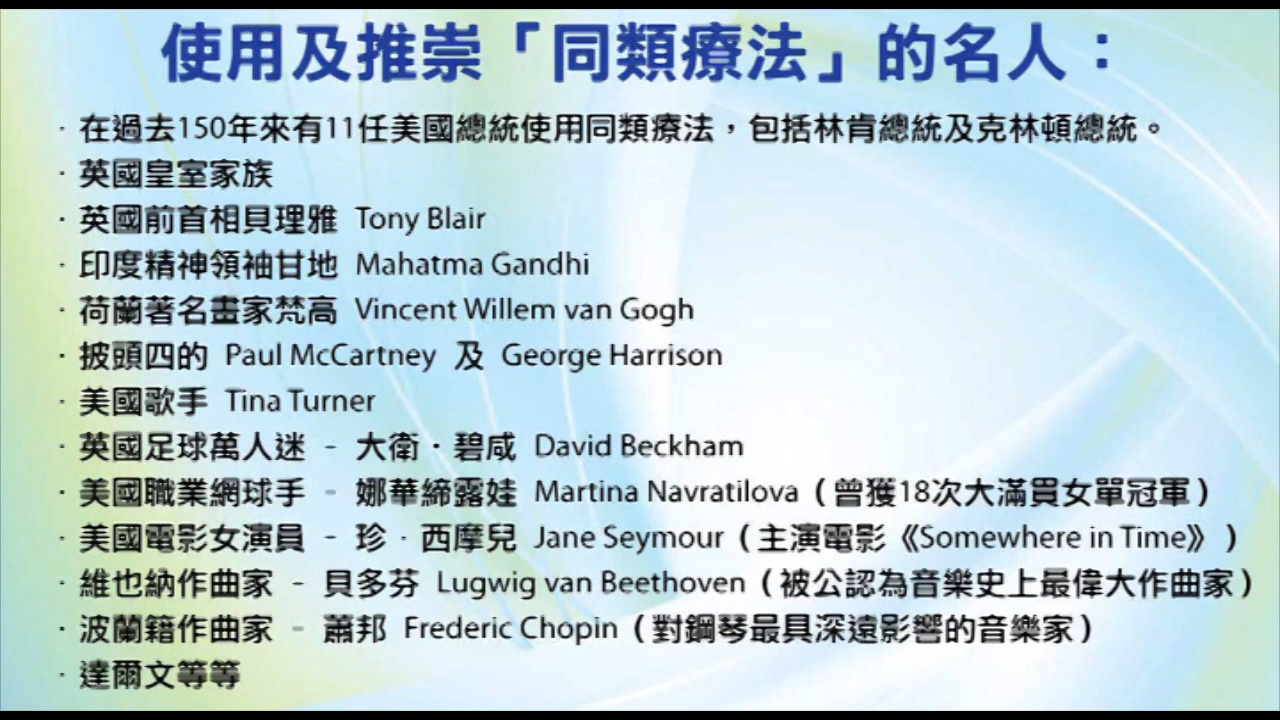 使用及推崇「同類療法」的名人：
· 在過去150年來有11任美國總統使用同類療法，包括林肯總統及克林頓總統。
· 英國皇室家族
· 英國前首相貝理雅 Tony Blair
· 印度精神領袖甘地 Mahatma Gandhi
· 荷蘭著名畫家梵高 Vincent Willem van Gogh
· 披頭四的 Paul McCartney 及 George Harrison
· 美國歌手 Tina Turner
· 英國足球萬人迷 - 大衛·碧咸 David Beckham
· 美國職業網球手 - 娜華締露娃 Martina Navratilova（曾獲18次大滿貫女單冠軍）
· 美國電影女演員 - 珍·西摩兒 Jane Seymour（主演電影《Somewhere in Time》）
· 維也納作曲家 - 貝多芬 Lugwig van Beethoven（被公認為音樂史上最偉大作曲家）
· 波蘭籍作曲家 - 蕭邦 Frederic Chopin（對鋼琴最具深遠影響的音樂家）
· 達爾文等等